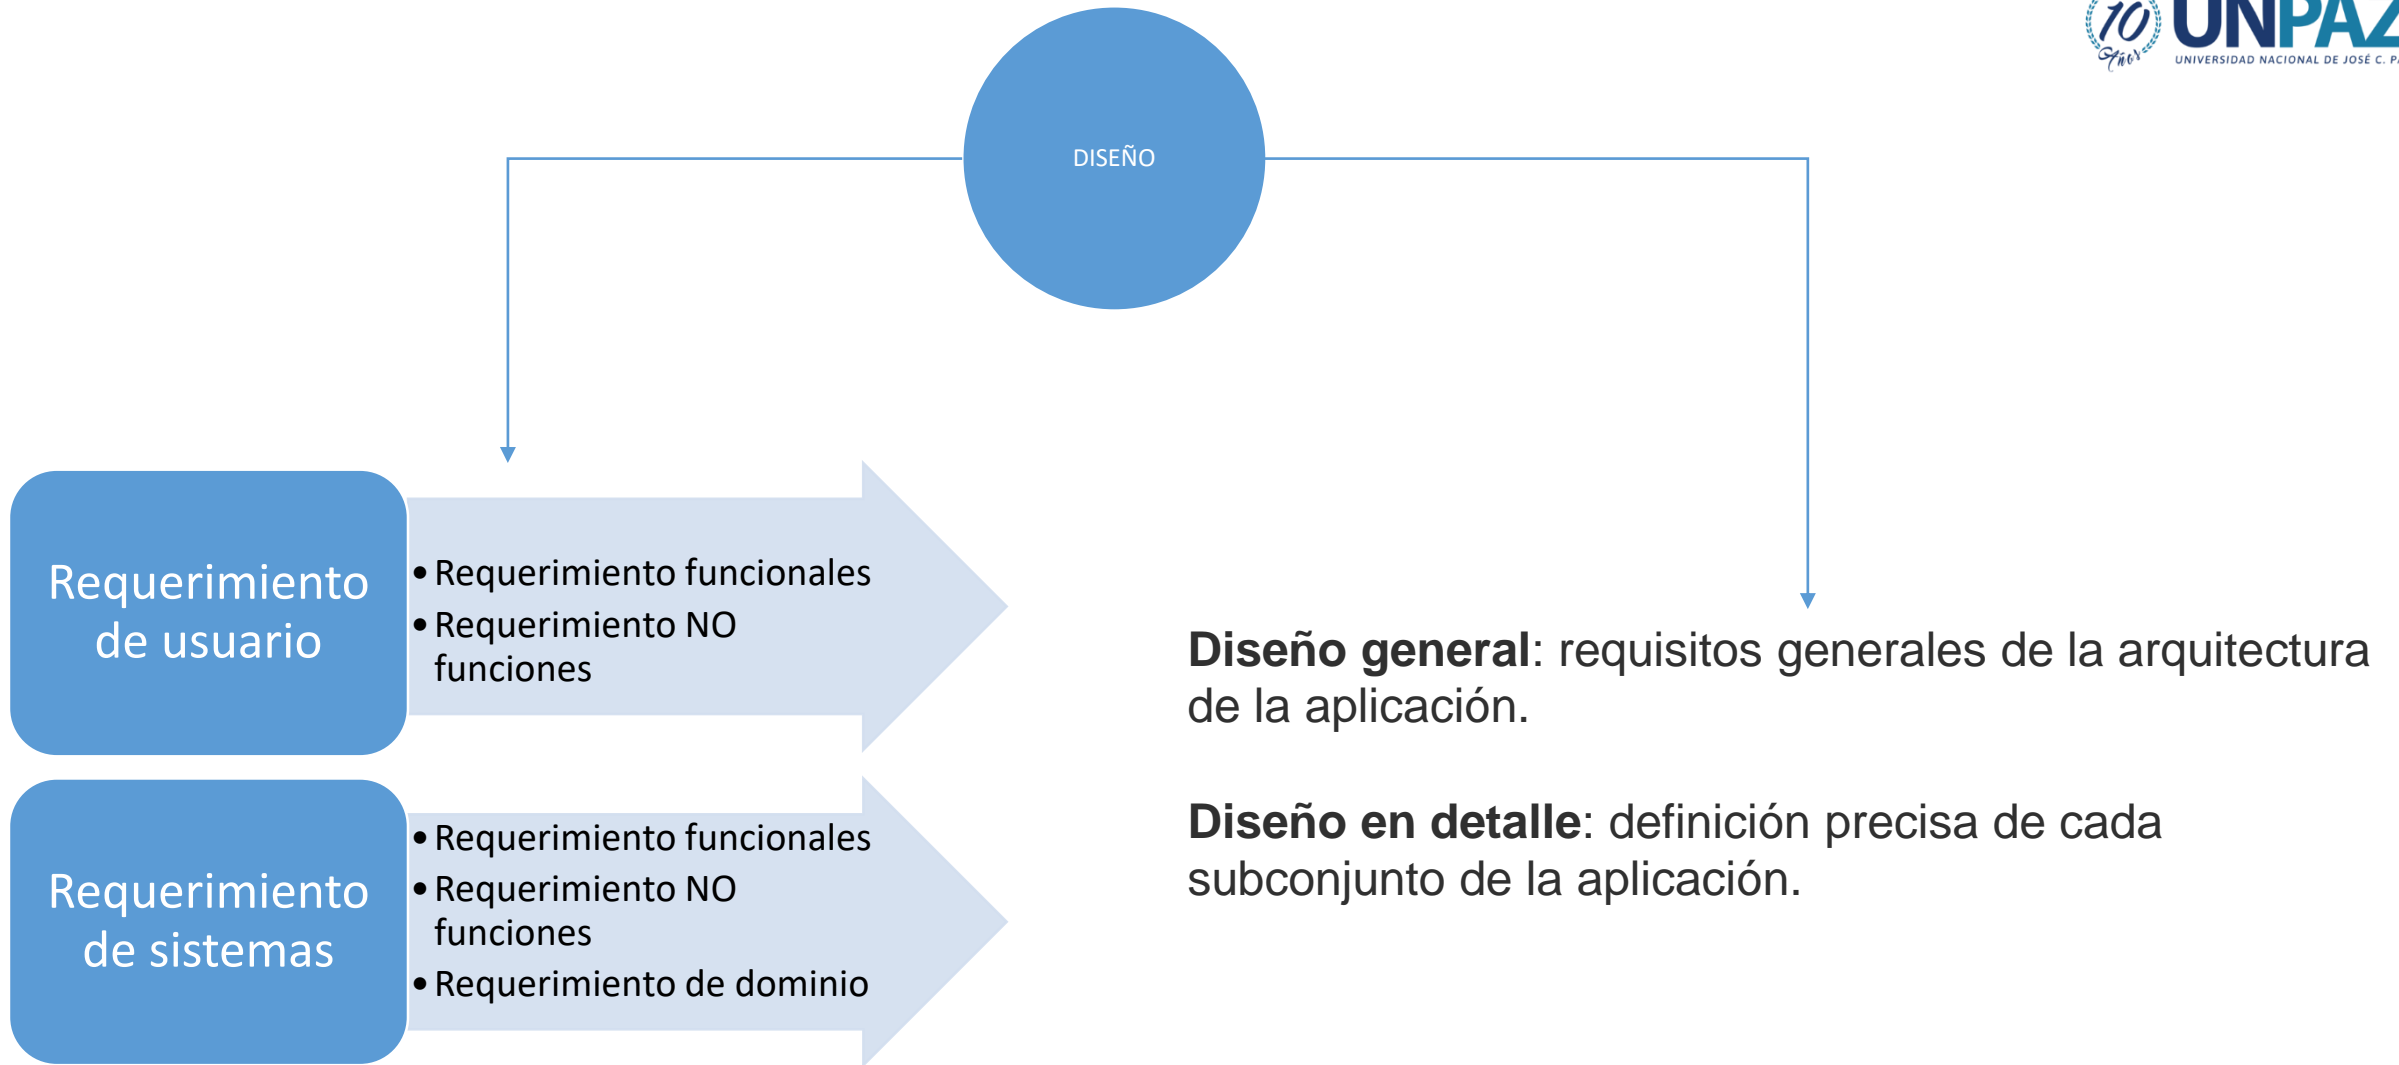 10
Años
UNPAZ
UNIVERSIDAD NACIONAL DE JOSÉ C. PA
DISEÑO
Requerimiento
de usuario
•Requerimiento funcionales
•Requerimiento NO
funciones
Requerimiento
de sistemas
•Requerimiento funcionales
•Requerimiento NO
funciones
•Requerimiento de dominio
Diseño general: requisitos generales de la arquitectura
de la aplicación.
Diseño en detalle: definición precisa de cada
subconjunto de la aplicación.